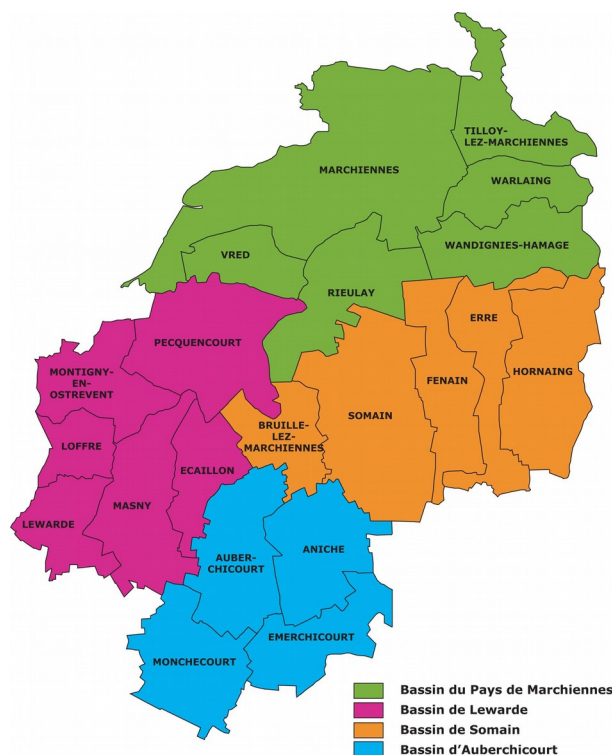 TILLOY-
LEZ-MARCHIENNES
MARCHIENNES
WARLAING
WANDIGNIES-HAMAGE
VRED
RIEULAY
ERRE
PECQUENCOURT
HORNAING
MONTIGNY-
EN-
OSTREVENT
FENAIN
SOMAIN
BRUILLE-
LEZ-
MARCHIENNES
LOFFRE
ECAILLON
MASNY
LEWARDE
AUBER-
CHICOURT
ANICHE
EMERCHICOURT
MONCHECOURT
Bassin du Pays de Marchiennes
Bassin de Lewarde
Bassin de Somain
Bassin d'Auberchicourt